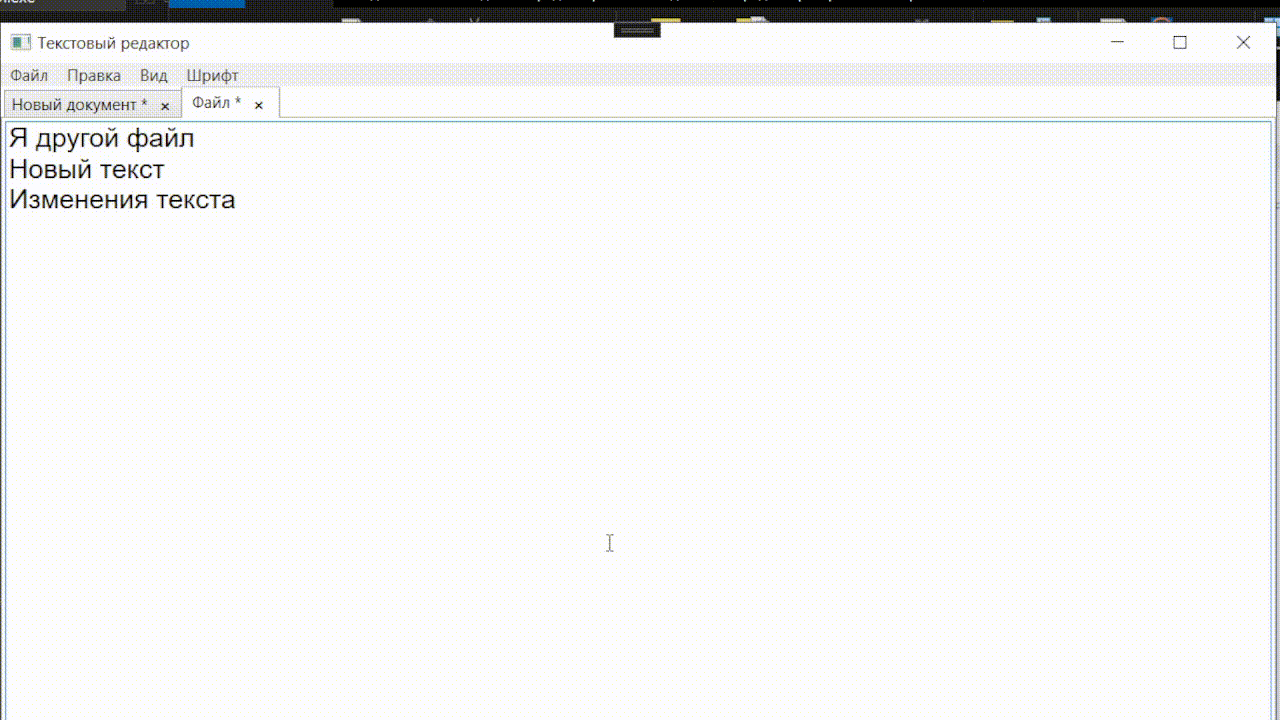 Текстовый редактор
Файл Правка Вид Шрифт
Новый документ * × Файл * ×
Я другой файл
Новый текст
Изменения текста